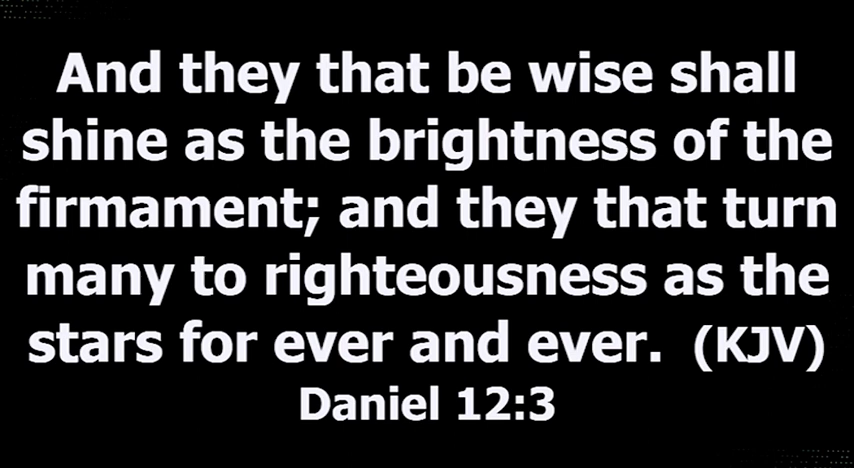 And they that be wise shall
shine as the brightness of the
firmament; and they that turn
many to righteousness as the
stars for ever and ever. (KJV)
Daniel 12:3